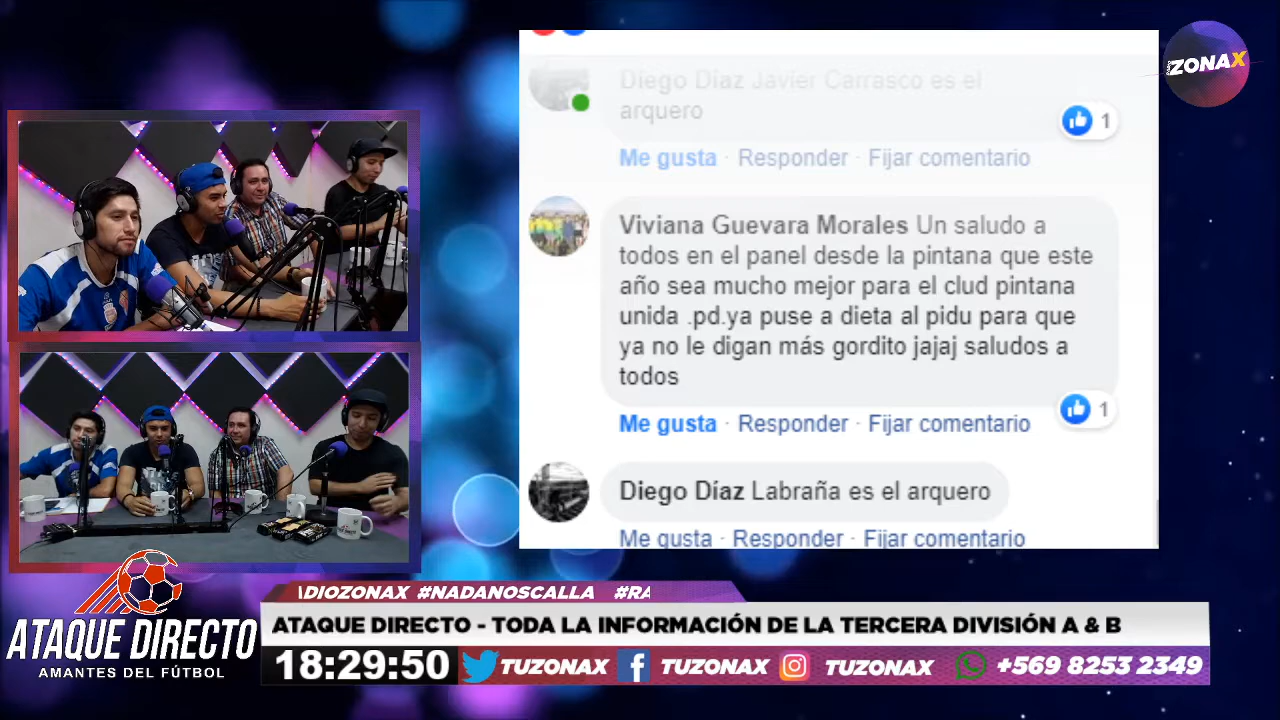 ZONAX
Diego Díaz Javier Carrasco es el
arquero
1
Me gusta · Responder · Fijar comentario
Viviana Guevara Morales Un saludo a
todos en el panel desde la pintana que este
año sea mucho mejor para el clud pintana
unida .pd.ya puse a dieta al pidu para que
ya no le digan más gordito jajaj saludos a
todos
1
Me gusta · Responder · Fijar comentario
Diego Díaz Labraña es el arquero
Me gusta · Responder · Fijar comentario
ATAQUE DIRECTO
AMANTES DEL FÚTBOL
ADIOZONAX #NADANOSCALLA #RA
ATAQUE DIRECTO - TODA LA INFORMACIÓN DE LA TERCERA DIVISIÓN A & B
18:29:50 TUZONAX TUZONAX TUZONAX +569 8253 2349